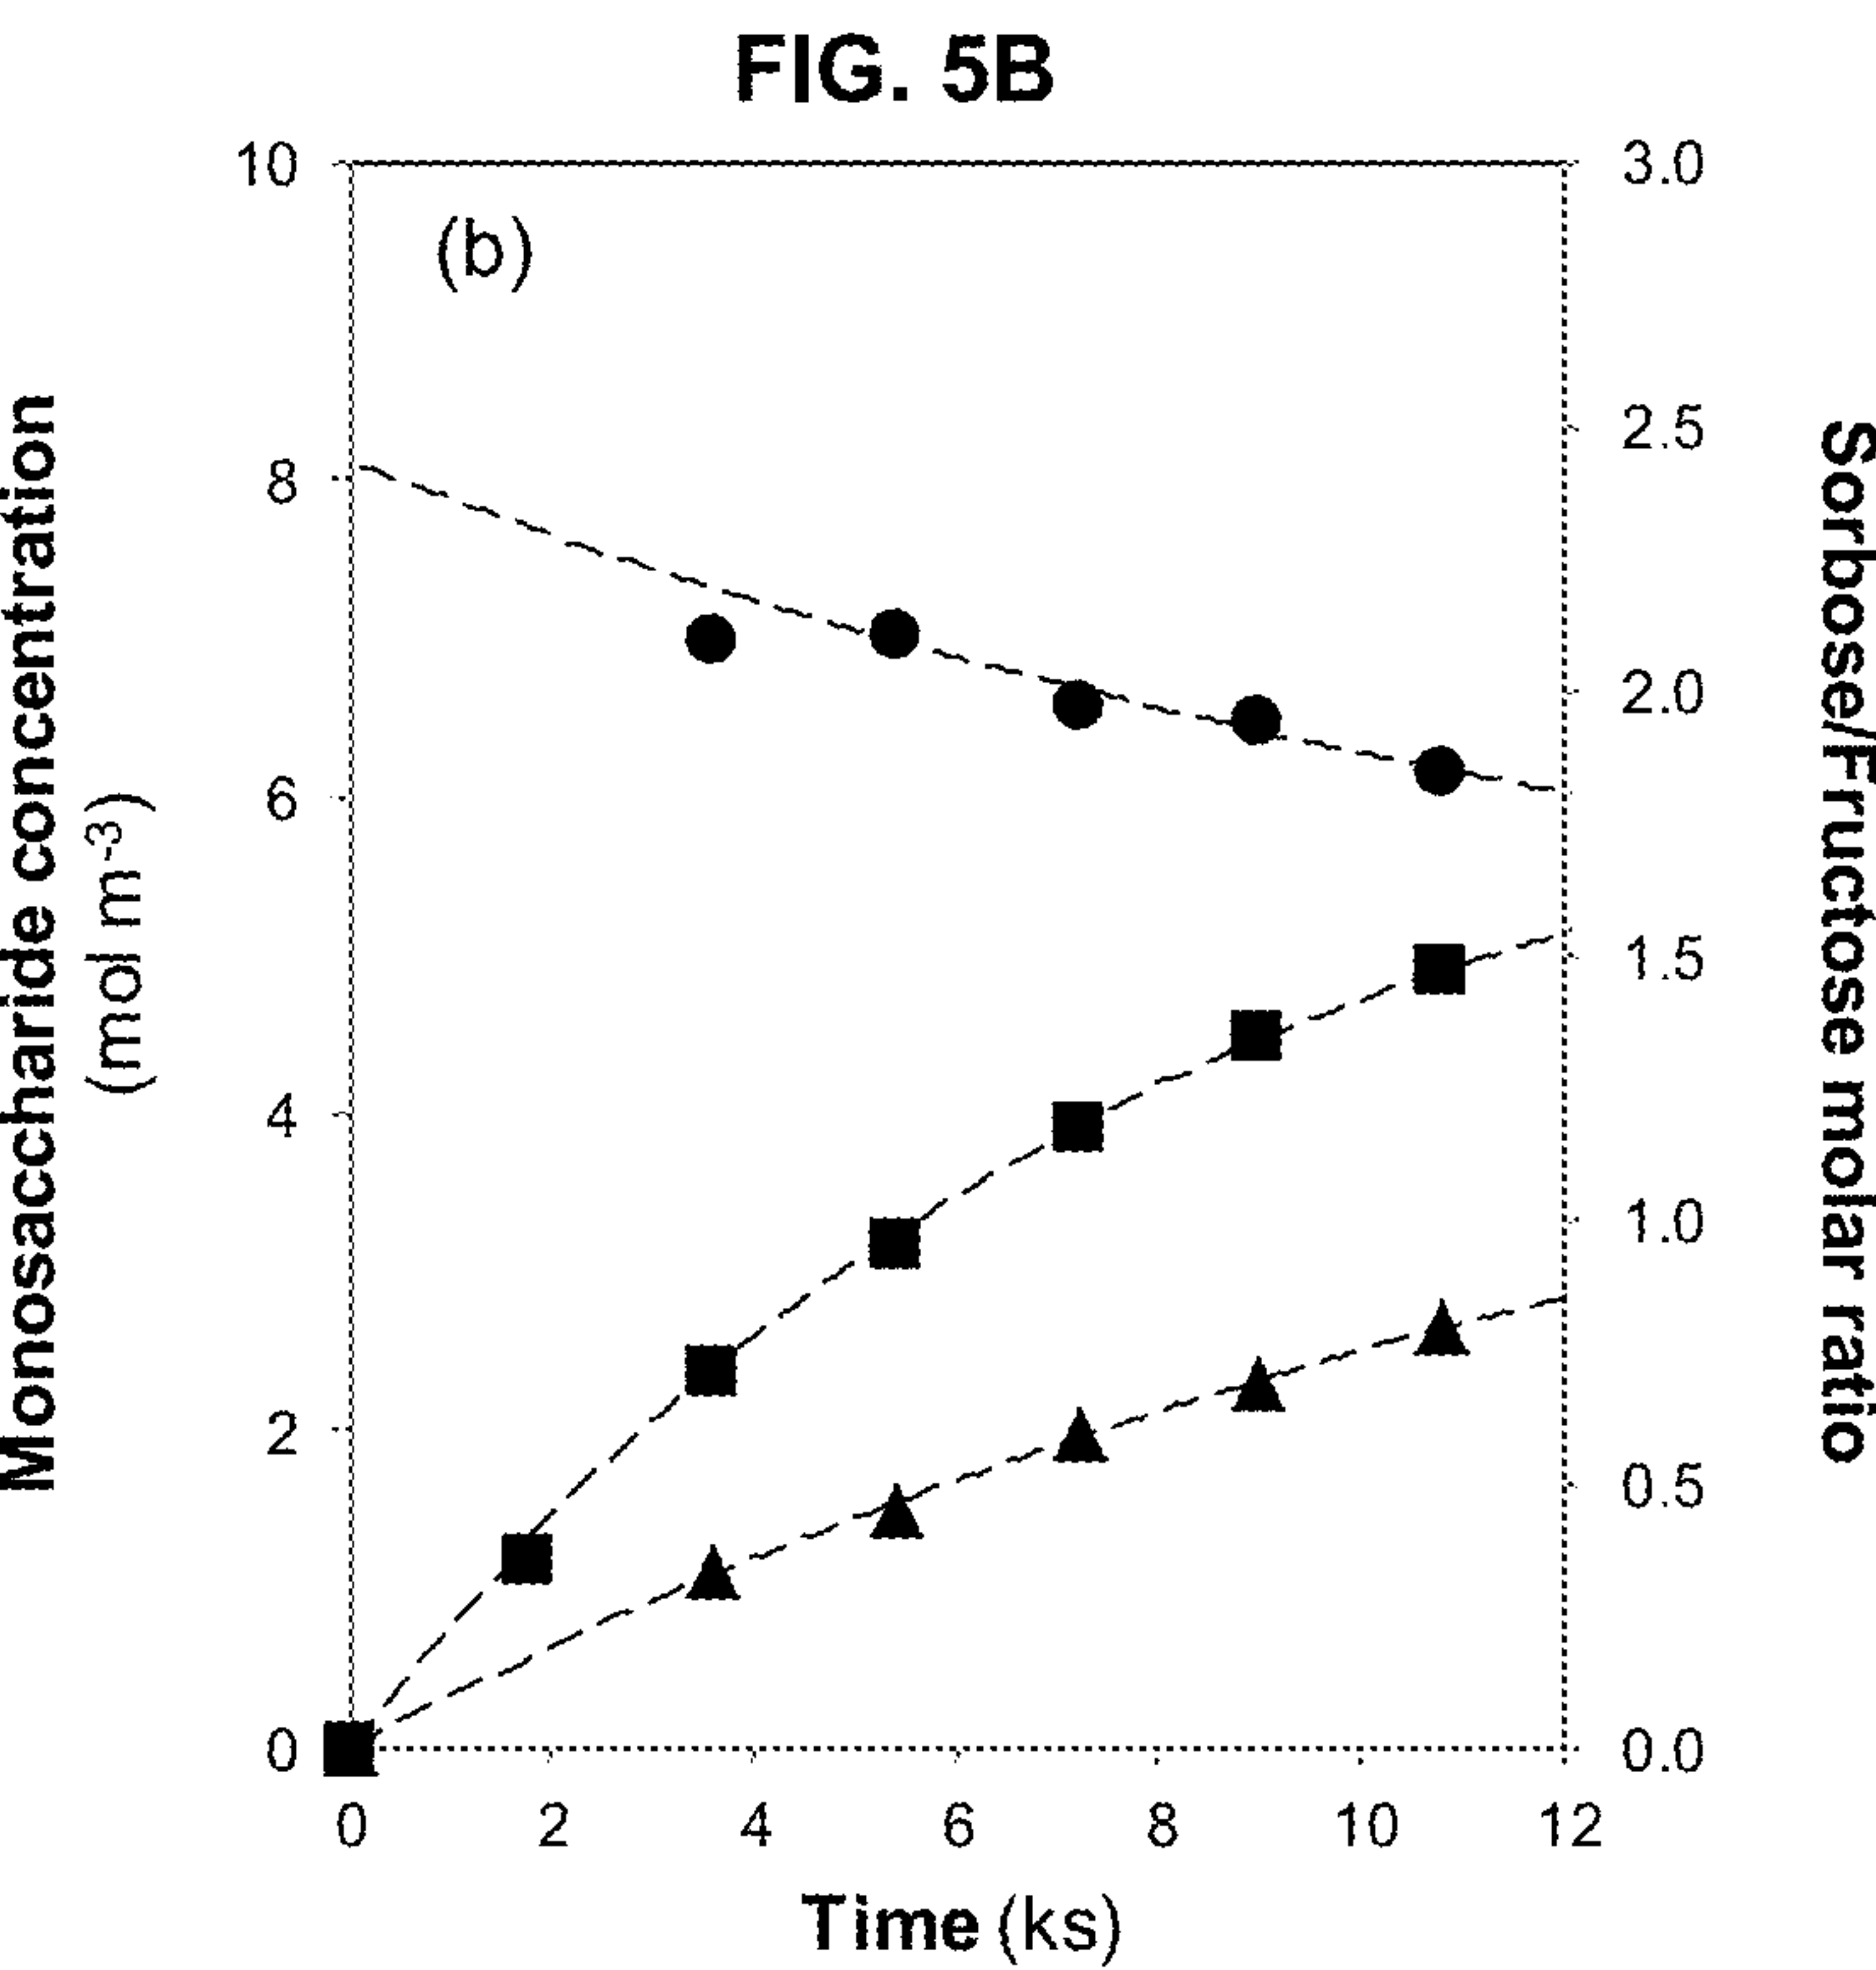 FIG. 5B
(b)
Monosaccharide concentration
(mol m⁻³)
10
8
6
4
2
0
3.0
2.5
2.0
1.5
1.0
0.5
0.0
Sorbose/Fructose molar ratio
0 2 4 6 8 10 12
Time (ks)